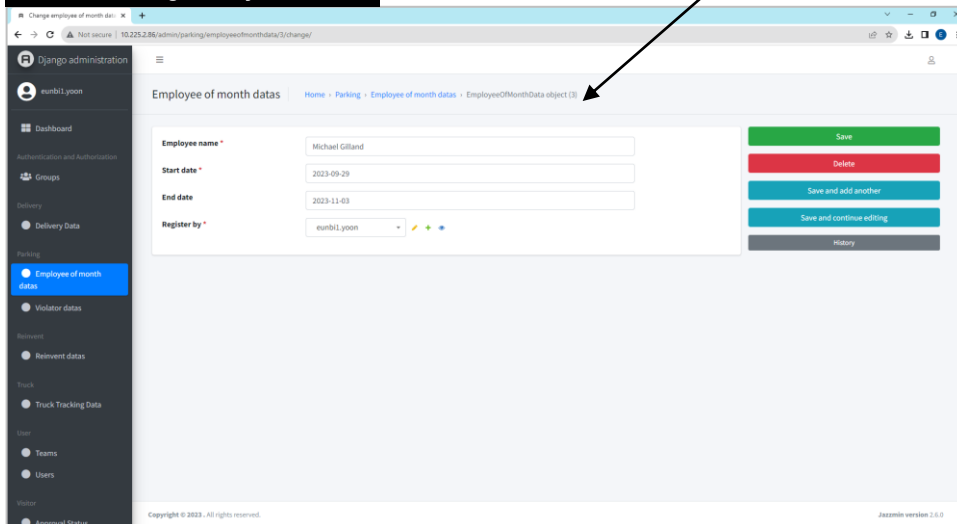 Change employee of month dat
Not secure | 10.225.2.86/admin/parking/employeeofmonthdata/3/change/
Django administration
eunbi1.yoon
Employee of month datas
Home › Parking › Employee of month datas › EmployeeOfMonthData object (3)
Dashboard
Authentication and Authorization
Groups
Delivery
Delivery Data
Parking
Employee of month
datas
Violator datas
Reinvent
Reinvent datas
Truck
Truck Tracking Data
User
Teams
Users
Visitor
Approval Status
Employee name *
Michael Gilland
Start date *
2023-09-29
End date
2023-11-03
Register by *
eunbi1.yoon
Save
Delete
Save and add another
Save and continue editing
History
Copyright © 2023 . All rights reserved.
Jazzmin version 2.6.0